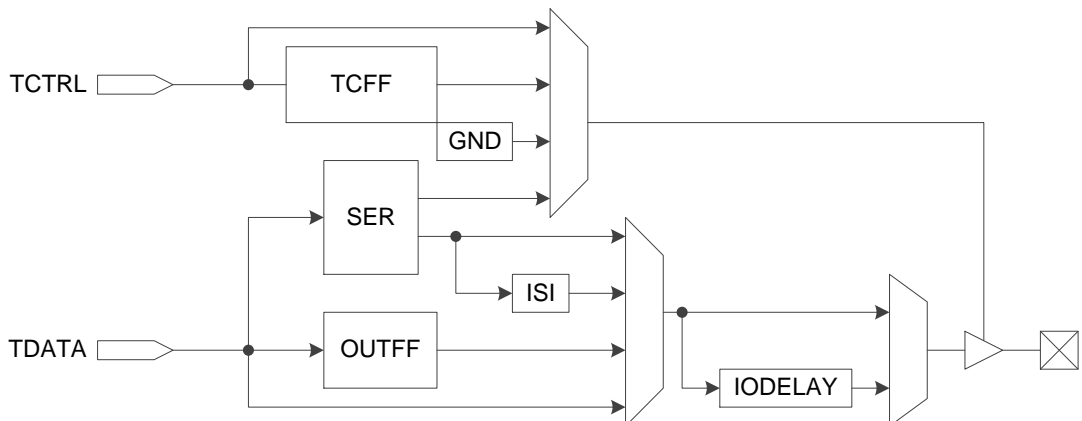 TCTRL
TCFF
GND
SER
ISI
TDATA
OUTFF
IODELAY